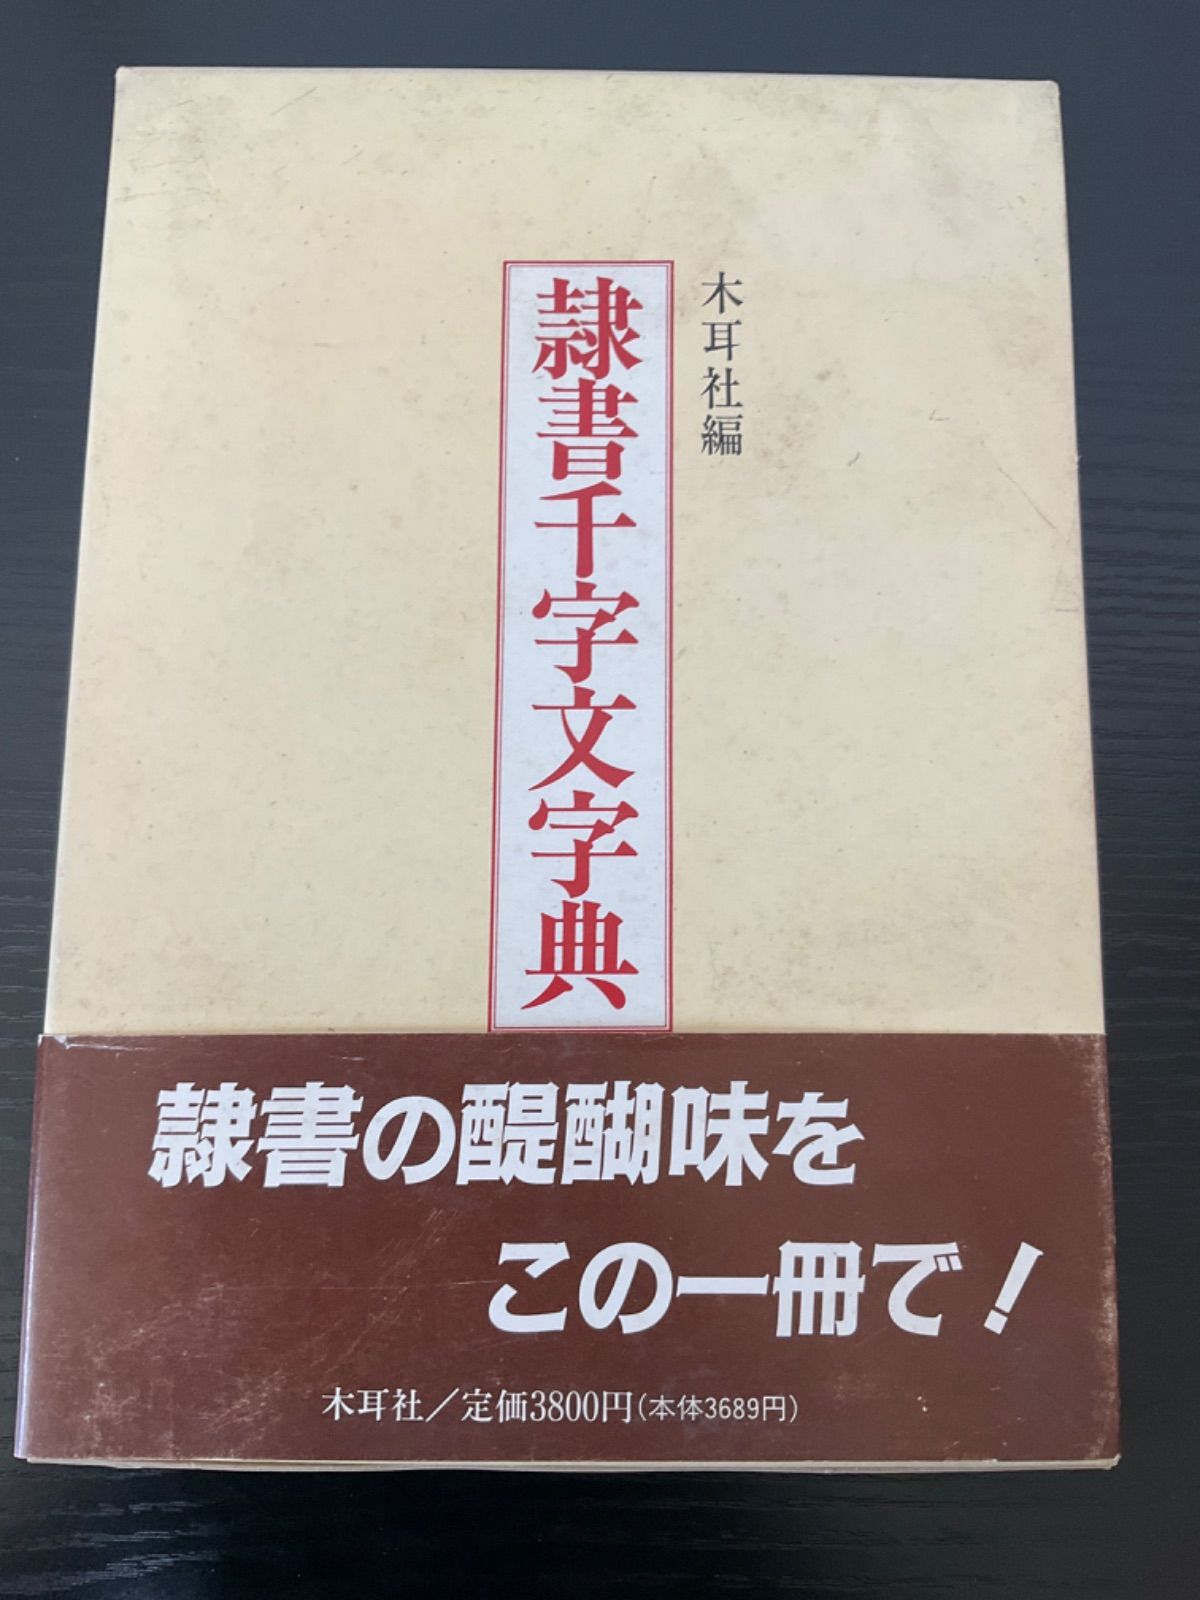 木耳社編
隷書千字文字典
隷書の醍醐味を
この一冊で！
木耳社／定価3800円（本体3689円）